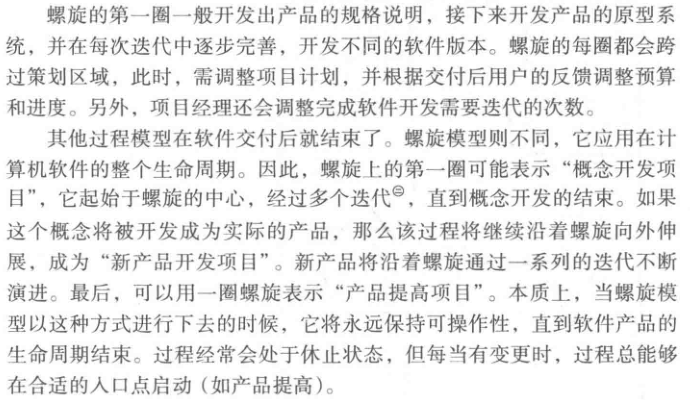 螺旋的第一圈一般开发出产品的规格说明，接下来开发产品的原型系
统，并在每次迭代中逐步完善，开发不同的软件版本。螺旋的每圈都会跨
过策划区域，此时，需调整项目计划，并根据交付后用户的反馈调整预算
和进度。另外，项目经理还会调整完成软件开发需要迭代的次数。
其他过程模型在软件交付后就结束了。螺旋模型则不同，它应用在计
算机软件的整个生命周期。因此，螺旋上的第一圈可能表示“概念开发项
目”，它起始于螺旋的中心，经过多个迭代㊁，直到概念开发的结束。如果
这个概念将被开发成为实际的产品，那么该过程将继续沿着螺旋向外伸
展，成为“新产品开发项目”。新产品将沿着螺旋通过一系列的迭代不断
演进。最后，可以用一圈螺旋表示“产品提高项目”。本质上，当螺旋模
型以这种方式进行下去的时候，它将永远保持可操作性，直到软件产品的
生命周期结束。过程经常会处于休止状态，但每当有变更时，过程总能够
在合适的入口点启动（如产品提高）。